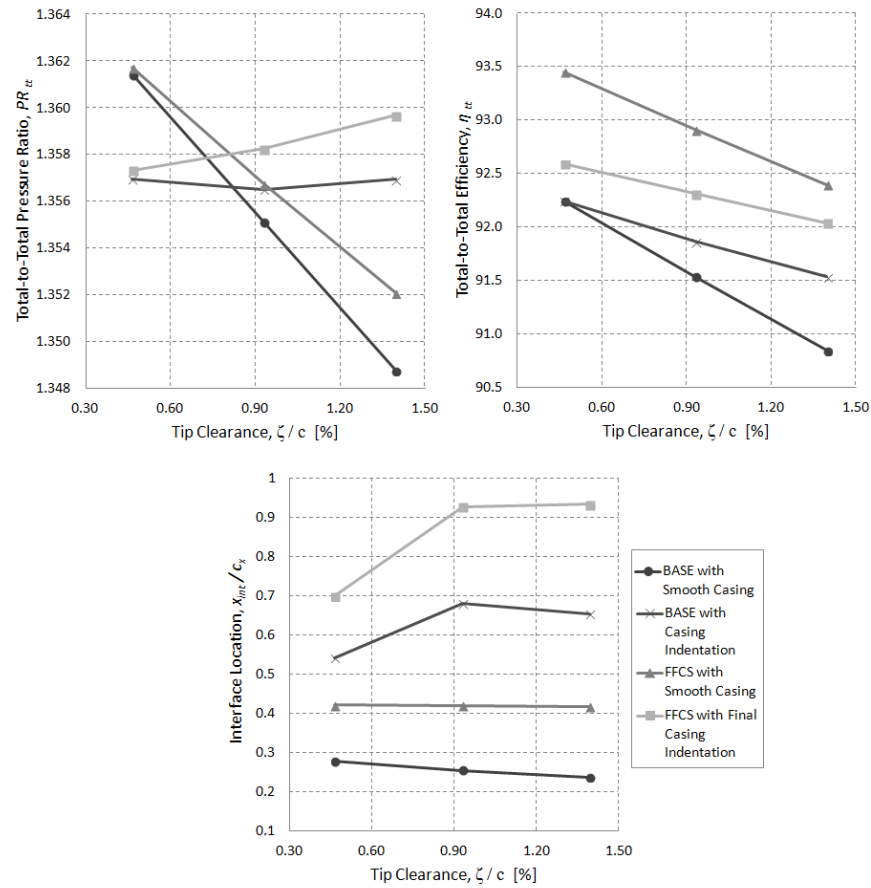 Total-to-Total Pressure Ratio, PR tt
1.364
1.362
1.360
1.358
1.356
1.354
1.352
1.350
1.348
0.30 0.60 0.90 1.20 1.50
Tip Clearance, ζ / c [%]
Total-to-Total Efficiency, η tt
94.0
93.5
93.0
92.5
92.0
91.5
91.0
90.5
0.30 0.60 0.90 1.20 1.50
Tip Clearance, ζ / c [%]
Interface Location, x int / c x
1
0.9
0.8
0.7
0.6
0.5
0.4
0.3
0.2
0.1
0.30 0.60 0.90 1.20 1.50
Tip Clearance, ζ / c [%]
BASE with
Smooth Casing
BASE with
Casing
Indentation
FFCS with
Smooth Casing
FFCS with Final
Casing
Indentation